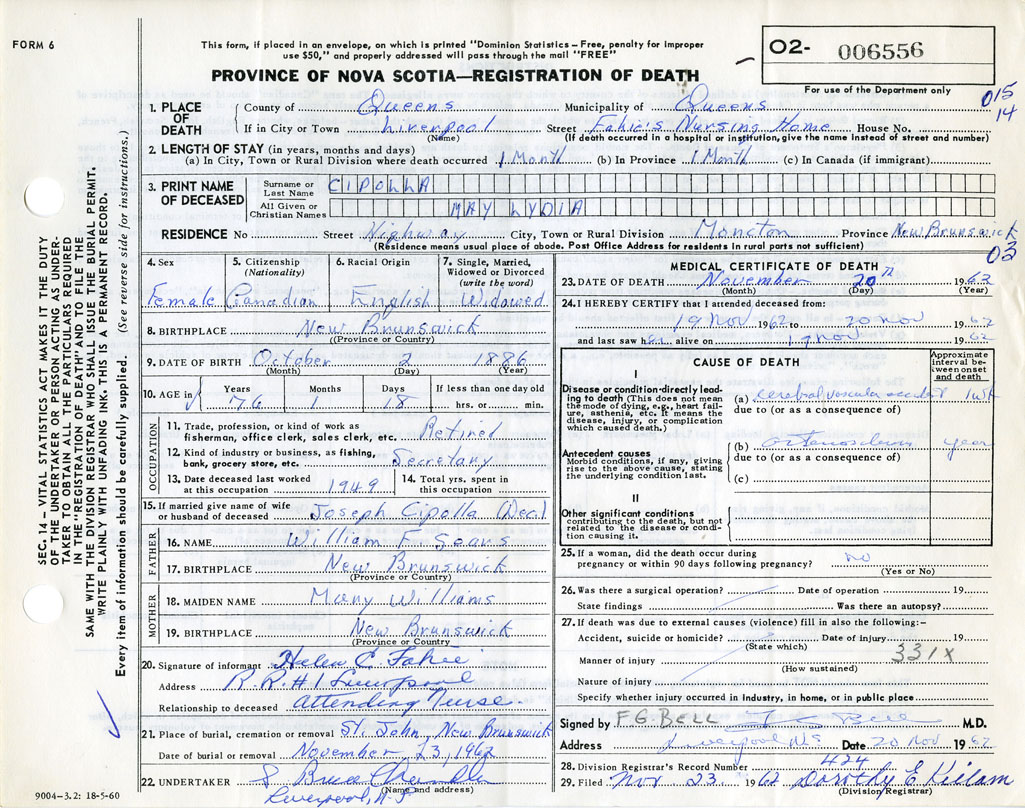 FORM 6
This form, if placed in an envelope, on which is printed "Dominion Statistics – Free, penalty for improper
use $50," and properly addressed will pass through the mail "FREE"
PROVINCE OF NOVA SCOTIA—REGISTRATION OF DEATH
O2- 006556
For use of the Department only
015
14
1. PLACE OF DEATH
County of Queens Municipality of Queens
If in City or Town Liverpool Street Fahie's Nursing Home House No.
(Name) (If death occurred in a hospital or institution, give the name instead of street No.)
2. LENGTH OF STAY (in years, months and days)
(a) In City, Town or Rural Division where death occurred 1 Month (b) In Province 1 Month (c) In Canada (if immigrant)
3. PRINT NAME OF DECEASED
Surname or Last Name CIPOLLA
All Given or Christian Names MAY LYDIA
RESIDENCE No Street Highway City, Town or Rural Division Moncton Province New Brunswick
(Residence means usual place of abode. Post Office Address for residents in rural parts not sufficient)
03
4. Sex Female
5. Citizenship (Nationality) Canadian
6. Racial Origin English
7. Single, Married, Widowed or Divorced (write the word) Widowed
8. BIRTHPLACE New Brunswick
(Province or Country)
9. DATE OF BIRTH October 2 1886
(Month) (Day) (Year)
10. AGE in Years 76 Months 1 Days 18 If less than one day old hrs. or min.
OCCUPATION
11. Trade, profession, or kind of work as fisherman, office clerk, sales clerk, etc. Retired
12. Kind of industry or business, as fishing, bank, grocery store, etc. Secretary
13. Date deceased last worked at this occupation 1949
14. Total yrs. spent in this occupation
15. If married give name of wife or husband of deceased Joseph Cipolla (Dec.)
FATHER
16. NAME William F. Sears
17. BIRTHPLACE New Brunswick
(Province or Country)
MOTHER
18. MAIDEN NAME Mary Williams
19. BIRTHPLACE New Brunswick
(Province or Country
20. Signature of informant Helen C Fahie
Address R.R.#1 Liverpool
Relationship to deceased Attending Nurse.
21. Place of burial, cremation or removal St. John, New Brunswick
Date of burial or removal November 23, 1962
22. UNDERTAKER Bruce
(Name and address)
Liverpool, N.S
9004-3.2: 18-5-60
MEDICAL CERTIFICATE OF DEATH
23. DATE OF DEATH November 20th 1962
(Month) (Day) (Year)
24. I HEREBY CERTIFY that I attended deceased from:
19 Nov 1962 to 20 Nov 1962
and last saw her alive on 19 Nov 1962
CAUSE OF DEATH
Approximate interval between onset and death
I
Disease or condition directly leading to death (This does not mean the mode of dying, e.g., heart failure, asthenia, etc. It means the disease, injury, or complication which caused death.)
(a) cerebral vascular accident 1 wk
due to (or as a consequence of)
Antecedent causes
Morbid conditions, if any, giving rise to the above cause, stating the underlying condition last.
(b) years
due to (or as a consequence of)
(c)
II
Other significant conditions contributing to the death, but not related to the disease or condition causing it.
25. If a woman, did the death occur during pregnancy or within 90 days following pregnancy? No
(Yes or No)
26. Was there a surgical operation? Date of operation 19
State findings Was there an autopsy?
27. If death was due to external causes (violence) fill in also the following:–
Accident, suicide or homicide? Date of injury 19
(State which)
Manner of injury 331X
(How sustained)
Nature of injury
Specify whether injury occurred in industry, in home, or in public place
Signed by F G BELL F G Bell M.D.
Address Liverpool N.S. Date 20 Nov 1962
28. Division Registrar's Record Number 424
29. Filed Nov 23 1962 Dorothy E Killam
(Division Registrar)
SEC. 14 – VITAL STATISTICS ACT MAKES IT THE DUTY
OF THE UNDERTAKER OR PERSON ACTING AS UNDER-
TAKER TO OBTAIN ALL THE PARTICULARS REQUIRED
IN THE "REGISTRATION OF DEATH" AND TO FILE THE
SAME WITH THE DIVISION REGISTRAR WHO SHALL ISSUE THE BURIAL PERMIT.
WRITE PLAINLY WITH UNFADING INK. THIS IS A PERMANENT RECORD.
Every item of information should be carefully supplied. (See reverse side for instructions.)